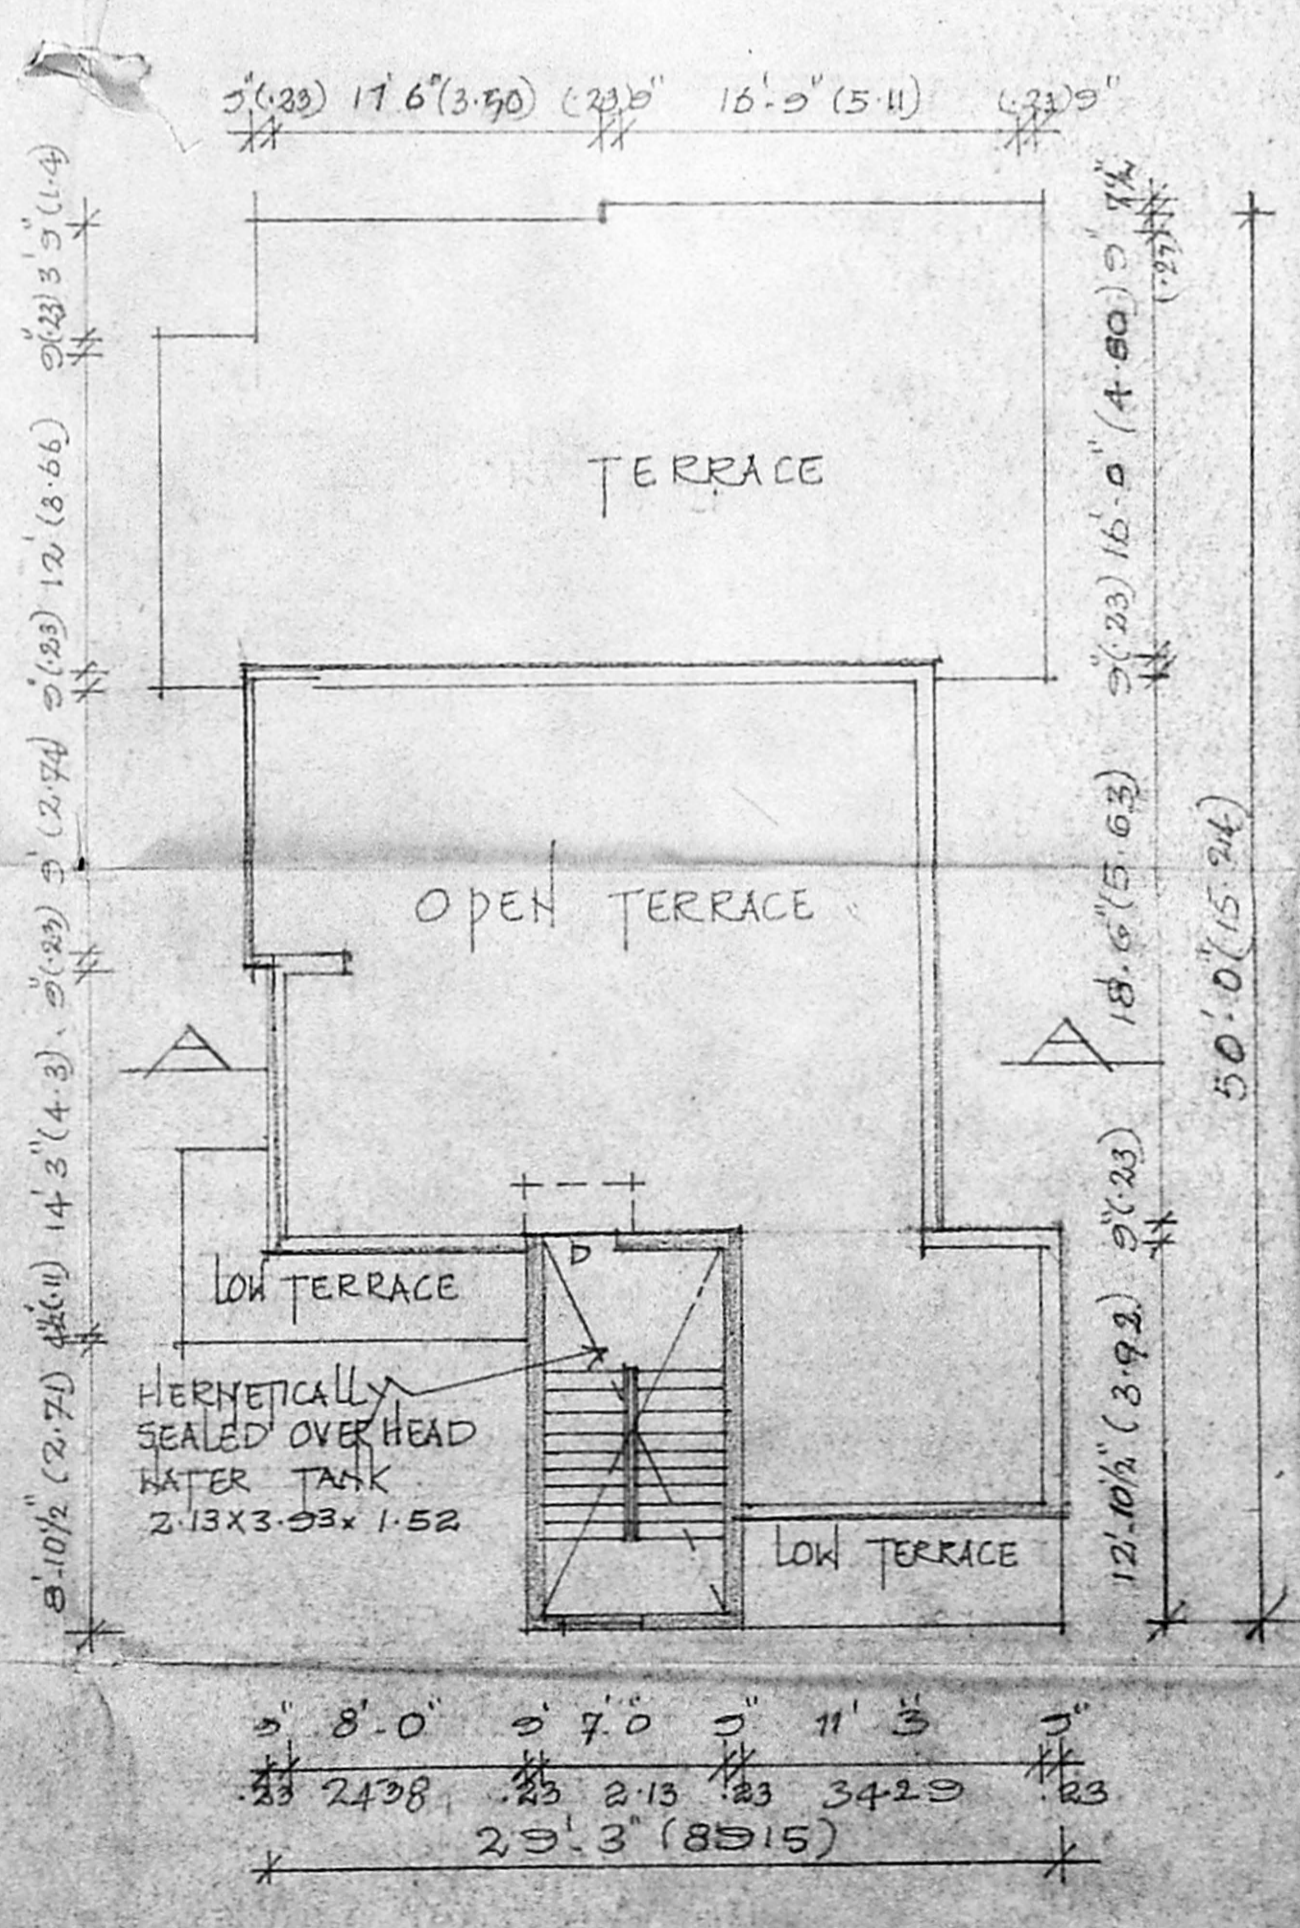 9"(.23) 17' 6"(3.50) (.23)9" 16'-9" (5.11) (.23)9"
9"(.23) 3' 9" (1.4)
9"(.23) 12' (3.66)
9' (2.74)
14' 3" (4.3) 9"(.23)
8'-10½" (2.71) 4½"(.11)
7½"
(.27)
9"(.23) 16'-0" (4.80) 9"
18'.6"(5.63)
12'-10½" (3.92) 9"(.23)
50'-0"(15.24)
TERRACE
OPEN TERRACE
A A
D
LOW TERRACE
HERMETICALLY
SEALED OVERHEAD
WATER TANK
2.13X3.93x 1.52
LOW TERRACE
9" 8'-0" 9" 7'-0 9" 11' 3" 9"
.23 2438 .23 2.13 .23 3429 .23
29'-3" (8915)